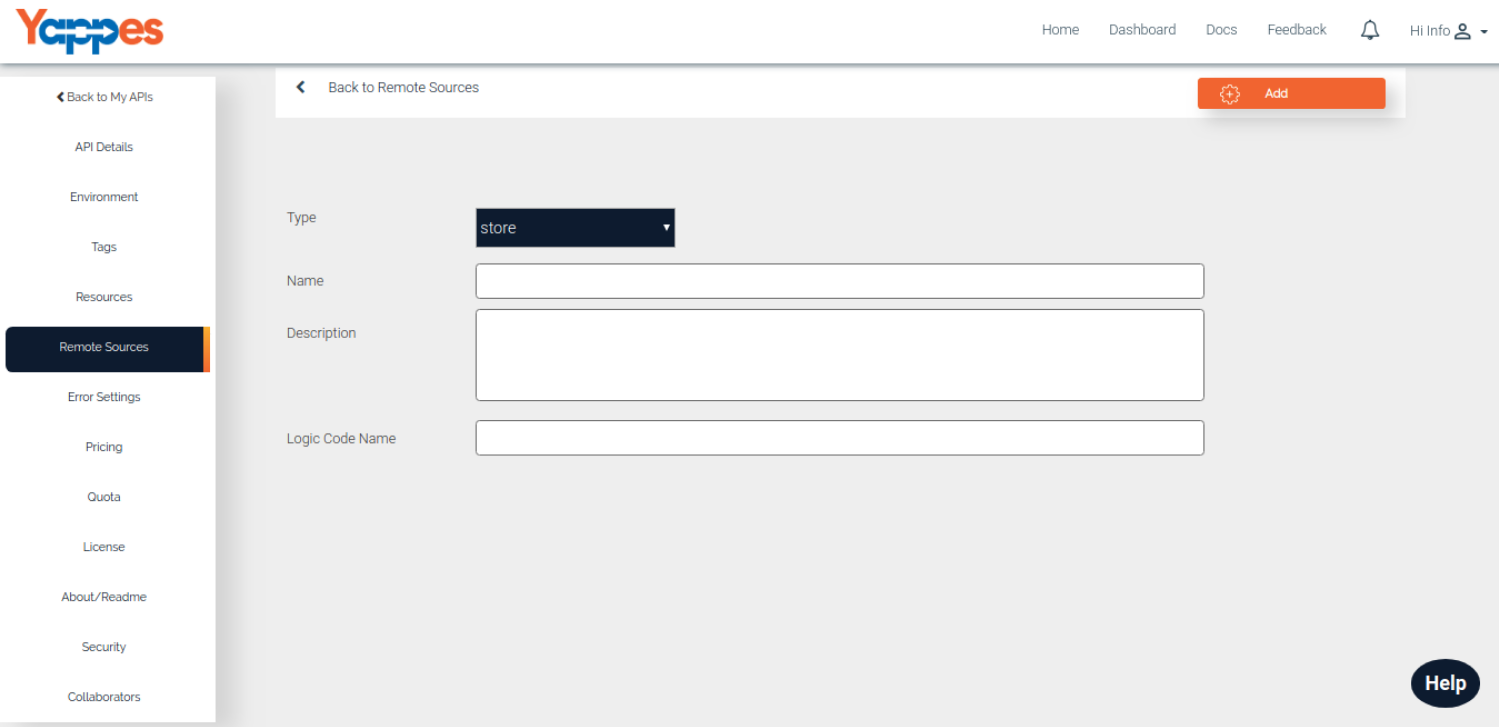 Yappes
Home Dashboard Docs Feedback Hi Info
Back to My APIs
API Details
Environment
Tags
Resources
Remote Sources
Error Settings
Pricing
Quota
License
About/Readme
Security
Collaborators
Back to Remote Sources
Add
Type
store
Name
Description
Logic Code Name
Help